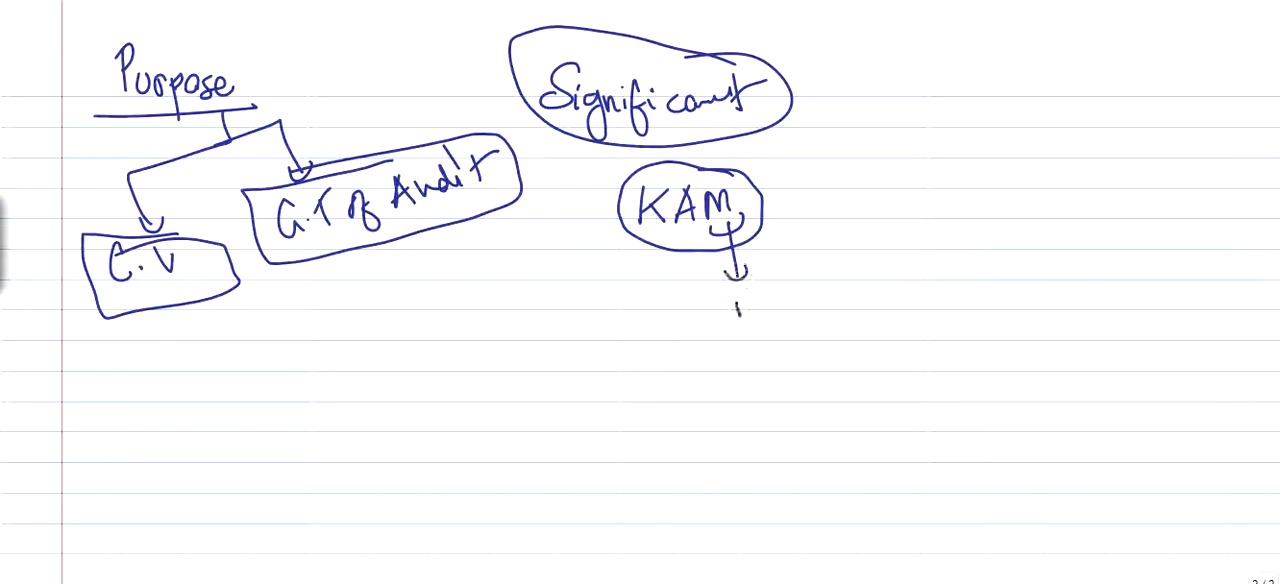 Purpose
Significant
G.T of Audit
KAM
C.V